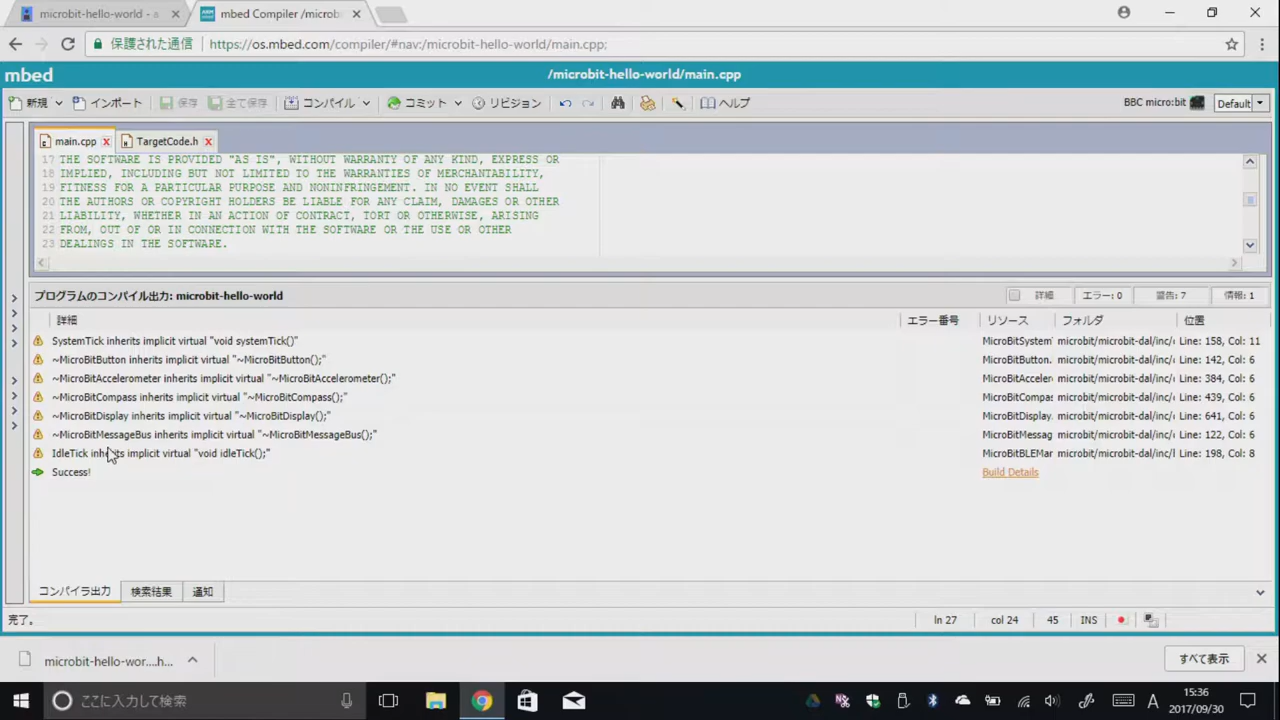 microbit-hello-world - a
mbed Compiler /microb
保護された通信
https://os.mbed.com/compiler/#nav:/microbit-hello-world/main.cpp;
mbed
/microbit-hello-world/main.cpp
新規 インポート 保存 全て保存 コンパイル コミット リビジョン ヘルプ
BBC micro:bit
Default
main.cpp
TargetCode.h
17 THE SOFTWARE IS PROVIDED "AS IS", WITHOUT WARRANTY OF ANY KIND, EXPRESS OR
18 IMPLIED, INCLUDING BUT NOT LIMITED TO THE WARRANTIES OF MERCHANTABILITY,
19 FITNESS FOR A PARTICULAR PURPOSE AND NONINFRINGEMENT. IN NO EVENT SHALL
20 THE AUTHORS OR COPYRIGHT HOLDERS BE LIABLE FOR ANY CLAIM, DAMAGES OR OTHER
21 LIABILITY, WHETHER IN AN ACTION OF CONTRACT, TORT OR OTHERWISE, ARISING
22 FROM, OUT OF OR IN CONNECTION WITH THE SOFTWARE OR THE USE OR OTHER
23 DEALINGS IN THE SOFTWARE.
プログラムのコンパイル出力: microbit-hello-world
詳細 エラー: 0 警告: 7 情報: 1
詳細 エラー番号 リソース フォルダ 位置
SystemTick inherits implicit virtual "void systemTick()" MicroBitSystem microbit/microbit-dal/inc/ Line: 158, Col: 11
~MicroBitButton inherits implicit virtual "~MicroBitButton();" MicroBitButton. microbit/microbit-dal/inc/ Line: 142, Col: 6
~MicroBitAccelerometer inherits implicit virtual "~MicroBitAccelerometer();" MicroBitAcceler microbit/microbit-dal/inc/ Line: 384, Col: 6
~MicroBitCompass inherits implicit virtual "~MicroBitCompass();" MicroBitCompas microbit/microbit-dal/inc/ Line: 439, Col: 6
~MicroBitDisplay inherits implicit virtual "~MicroBitDisplay();" MicroBitDisplay. microbit/microbit-dal/inc/ Line: 641, Col: 6
~MicroBitMessageBus inherits implicit virtual "~MicroBitMessageBus();" MicroBitMessag microbit/microbit-dal/inc/ Line: 122, Col: 6
IdleTick inherits implicit virtual "void idleTick();" MicroBitBLEMar microbit/microbit-dal/inc/ Line: 198, Col: 8
Success! Build Details
コンパイラ出力 検索結果 通知
完了。 ln 27 col 24 45 INS
microbit-hello-wor....h...
すべて表示
ここに入力して検索
A
15:36
2017/09/30